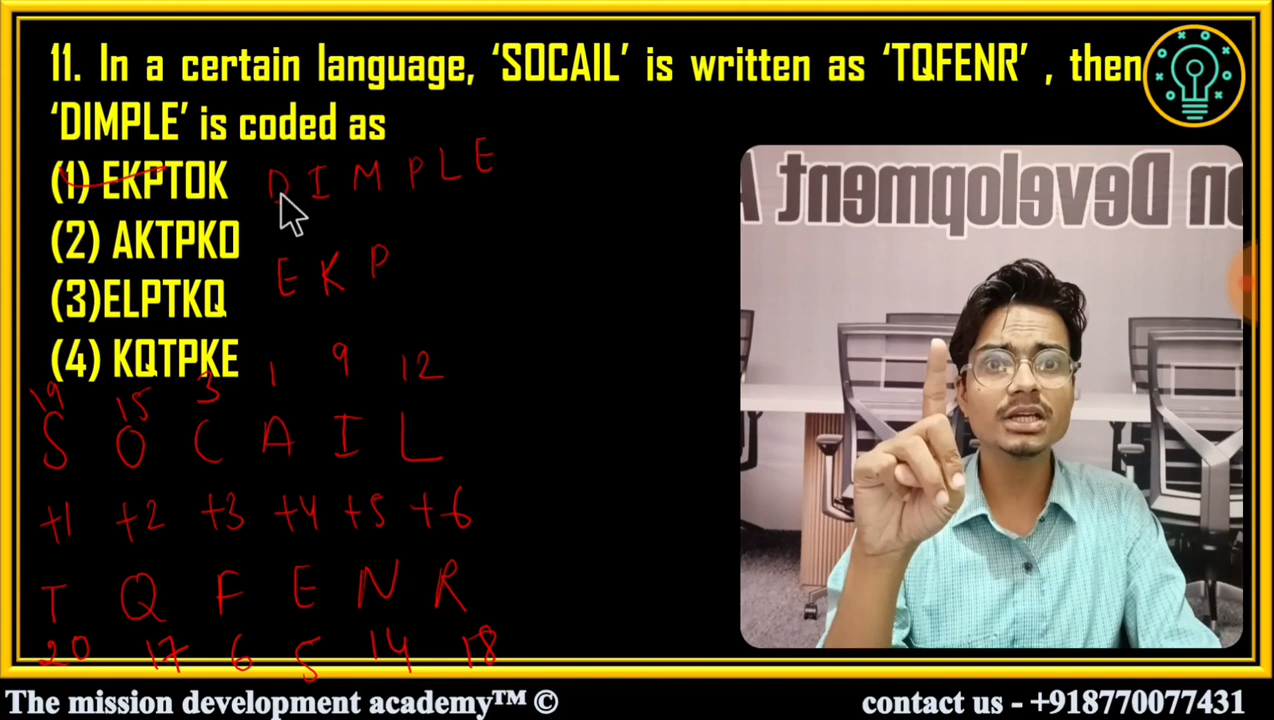 11. In a certain language, ‘SOCAIL’ is written as ‘TQFENR’ , then
‘DIMPLE’ is coded as
(1) EKPTOK
(2) AKTPKO
(3)ELPTKQ
(4) KQTPKE
D I M P L E
E K P
19 15 3 1 9 12
S O C A I L
+1 +2 +3 +4 +5 +6
T Q F E N R
20 17 6 5 14 18
on Development A
The mission development academy™ ©
contact us - +918770077431